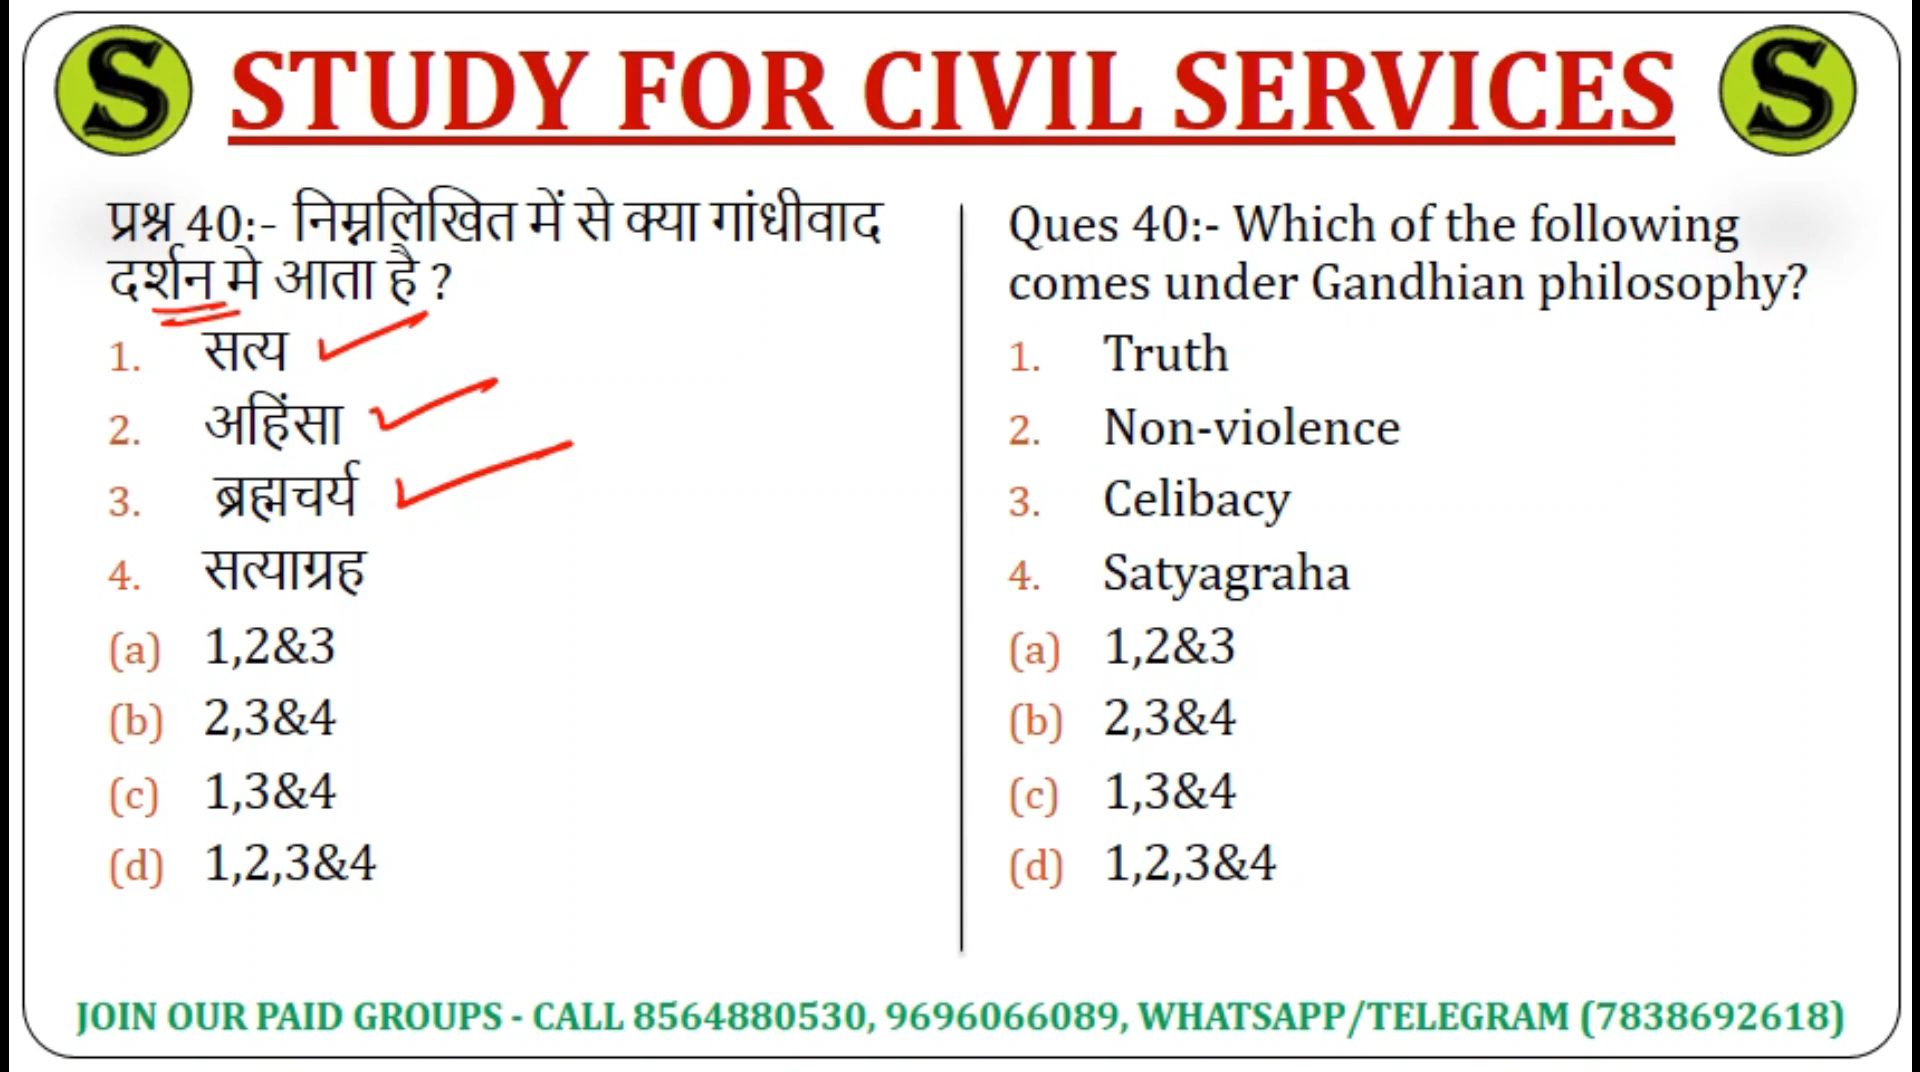 S STUDY FOR CIVIL SERVICES S
प्रश्न 40:- निम्नलिखित में से क्या गांधीवाद
दर्शन मे आता है ?
1. सत्य
2. अहिंसा
3. ब्रह्मचर्य
4. सत्याग्रह
(a) 1,2&3
(b) 2,3&4
(c) 1,3&4
(d) 1,2,3&4
Ques 40:- Which of the following
comes under Gandhian philosophy?
1. Truth
2. Non-violence
3. Celibacy
4. Satyagraha
(a) 1,2&3
(b) 2,3&4
(c) 1,3&4
(d) 1,2,3&4
JOIN OUR PAID GROUPS - CALL 8564880530, 9696066089, WHATSAPP/TELEGRAM (7838692618)